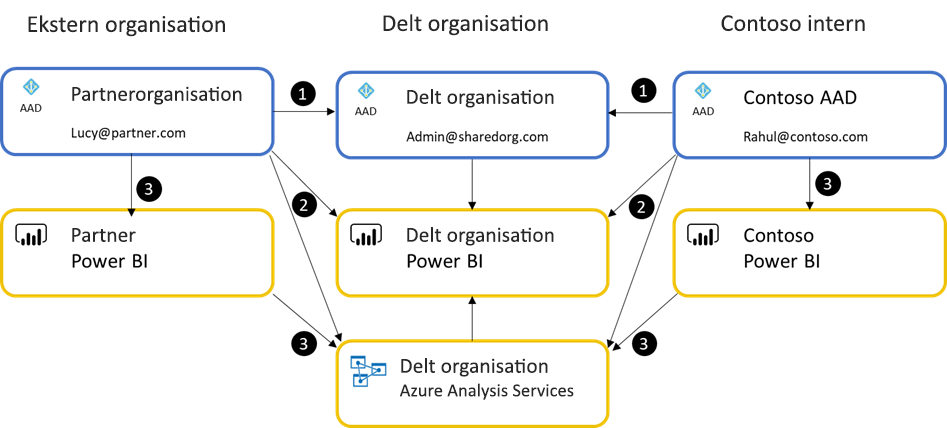 Ekstern organisation
Delt organisation
Contoso intern
AAD
Partnerorganisation
Lucy@partner.com
1
AAD
Delt organisation
Admin@sharedorg.com
1
AAD
Contoso AAD
Rahul@contoso.com
3
2
2
3
Partner
Power BI
Delt organisation
Power BI
Contoso
Power BI
3
3
Delt organisation
Azure Analysis Services